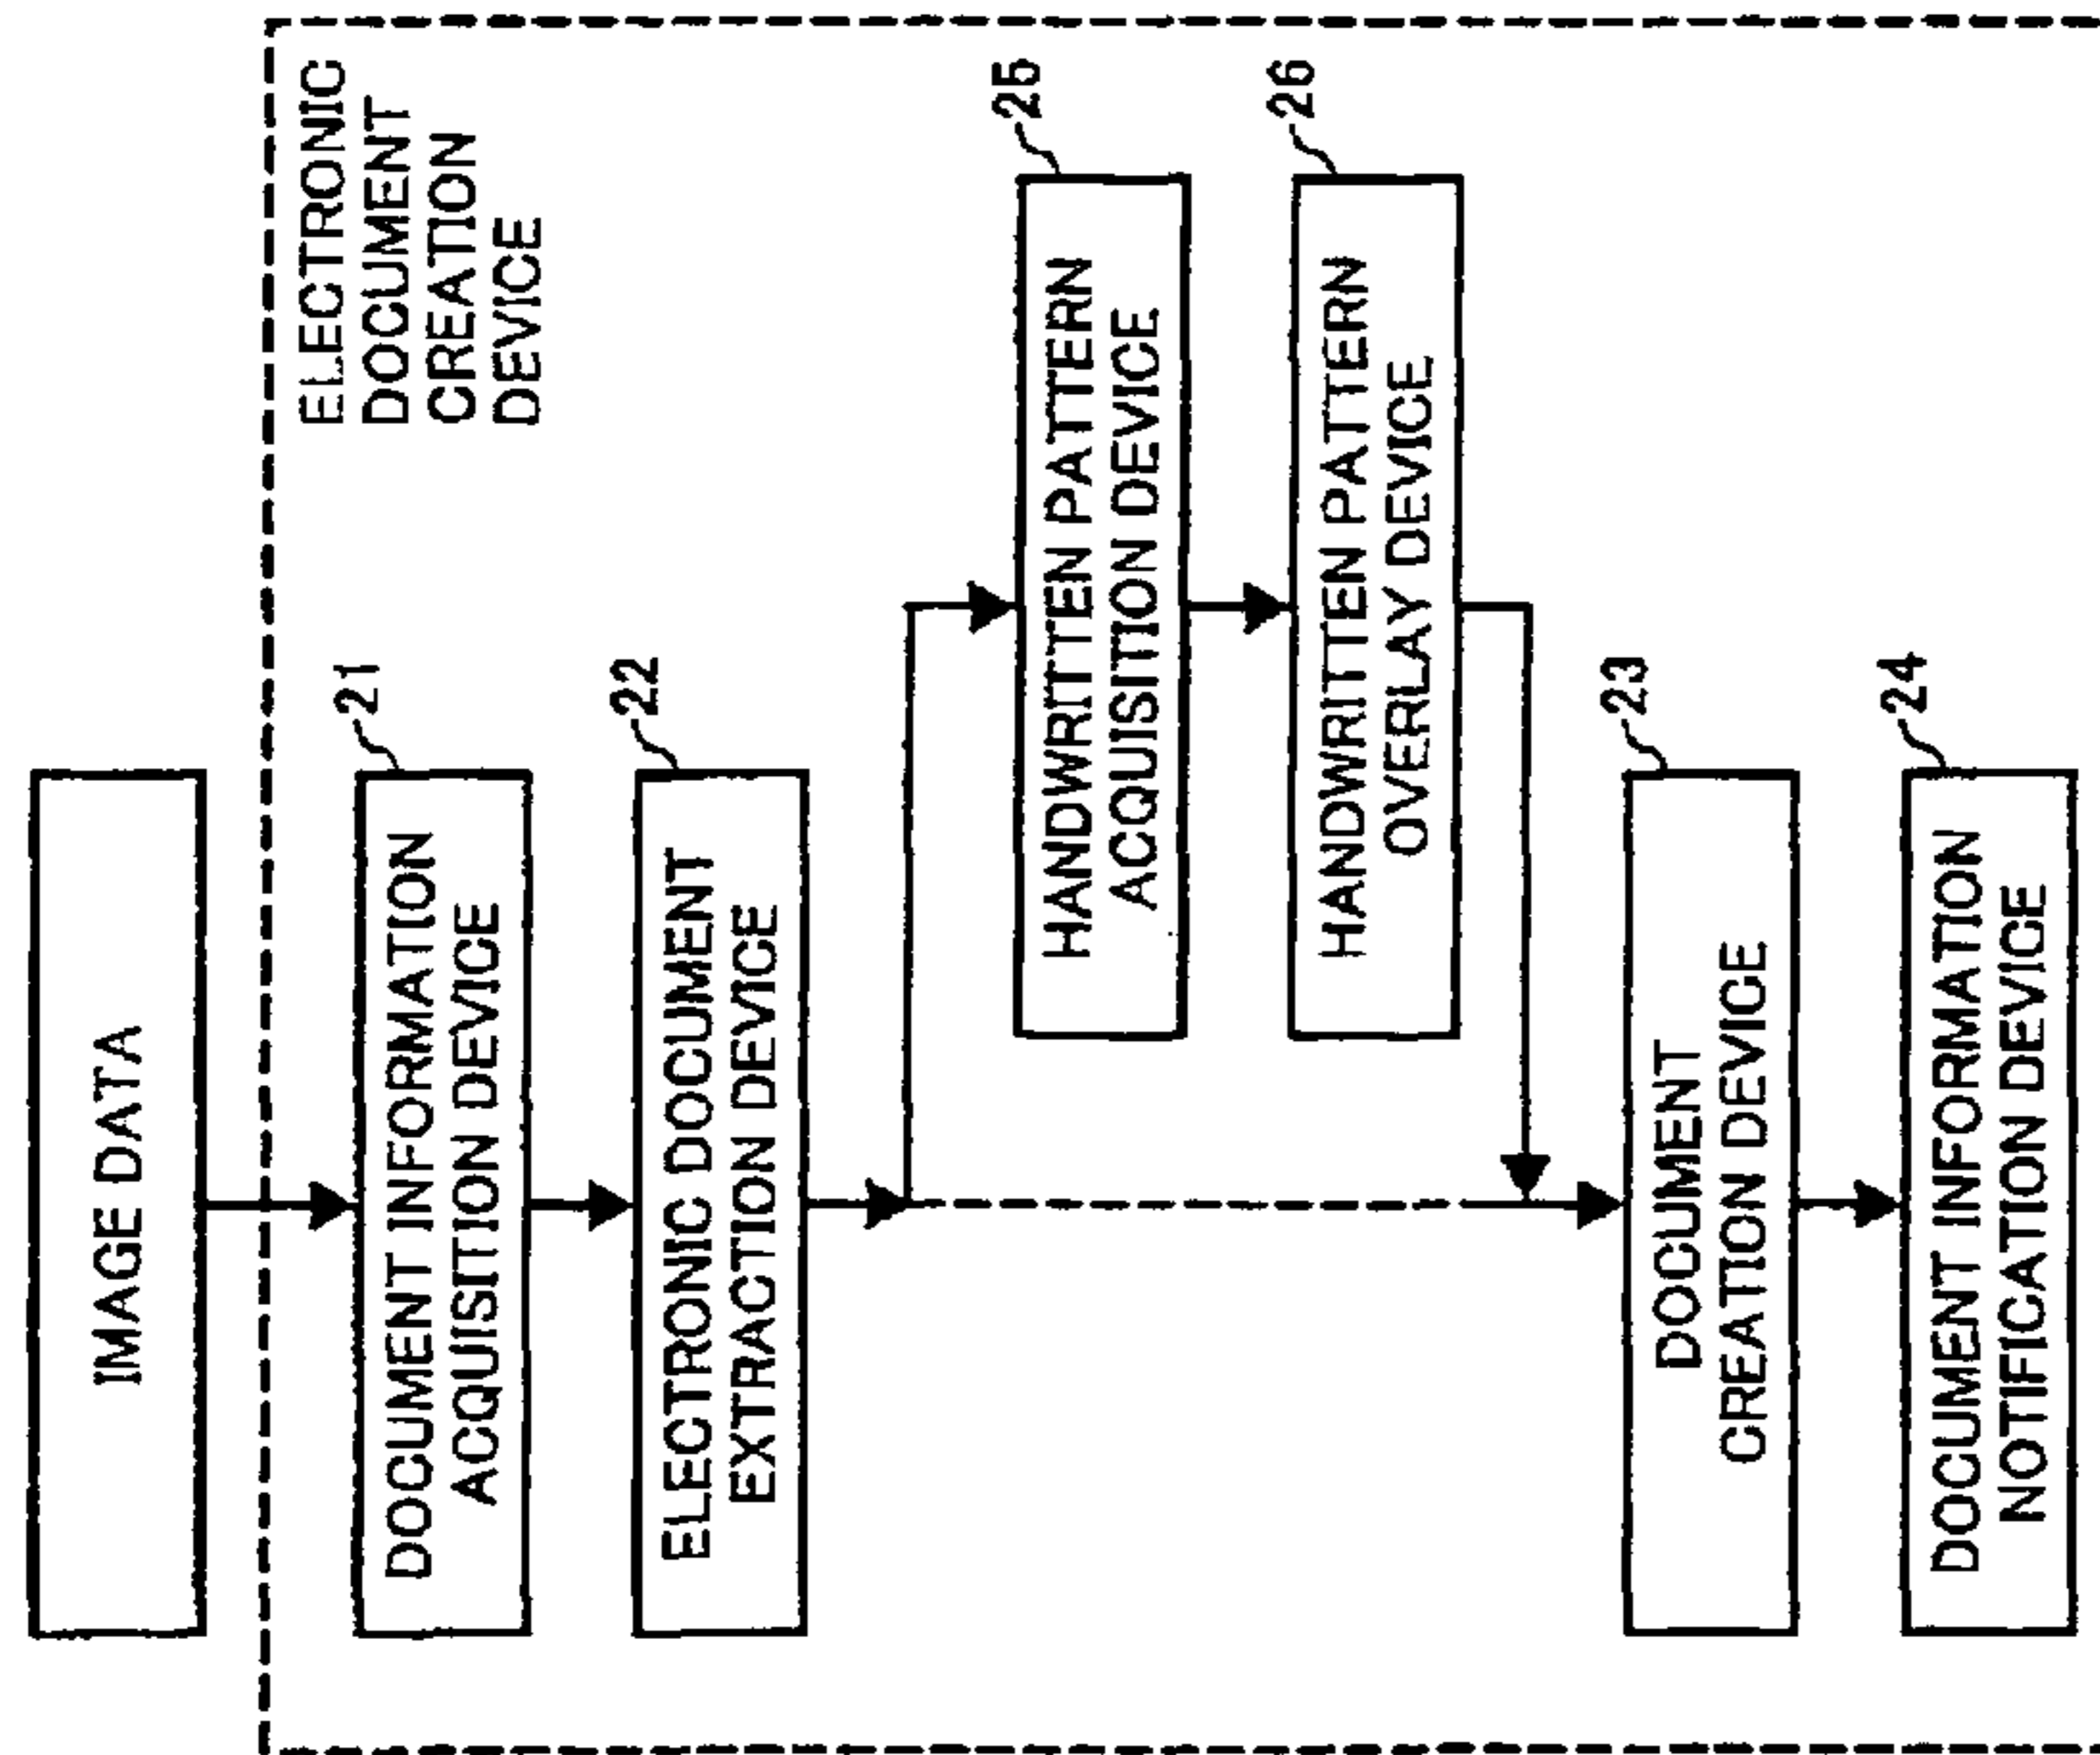 IMAGE DATA
ELECTRONIC
DOCUMENT
CREATION
DEVICE
21
DOCUMENT INFORMATION
ACQUISITION DEVICE
22
ELECTRONIC DOCUMENT
EXTRACTION DEVICE
25
HANDWRITTEN PATTERN
ACQUISITION DEVICE
26
HANDWRITTEN PATTERN
OVERLAY DEVICE
23
DOCUMENT
CREATION DEVICE
24
DOCUMENT INFORMATION
NOTIFICATION DEVICE